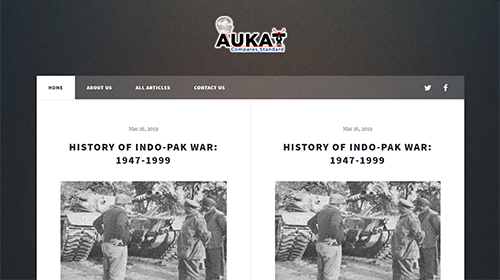 AUKAT
Compares Standard
HOME ABOUT US ALL ARTICLES CONTACT US
Mar 16, 2019
HISTORY OF INDO-PAK WAR:
1947-1999
Mar 16, 2019
HISTORY OF INDO-PAK WAR:
1947-1999